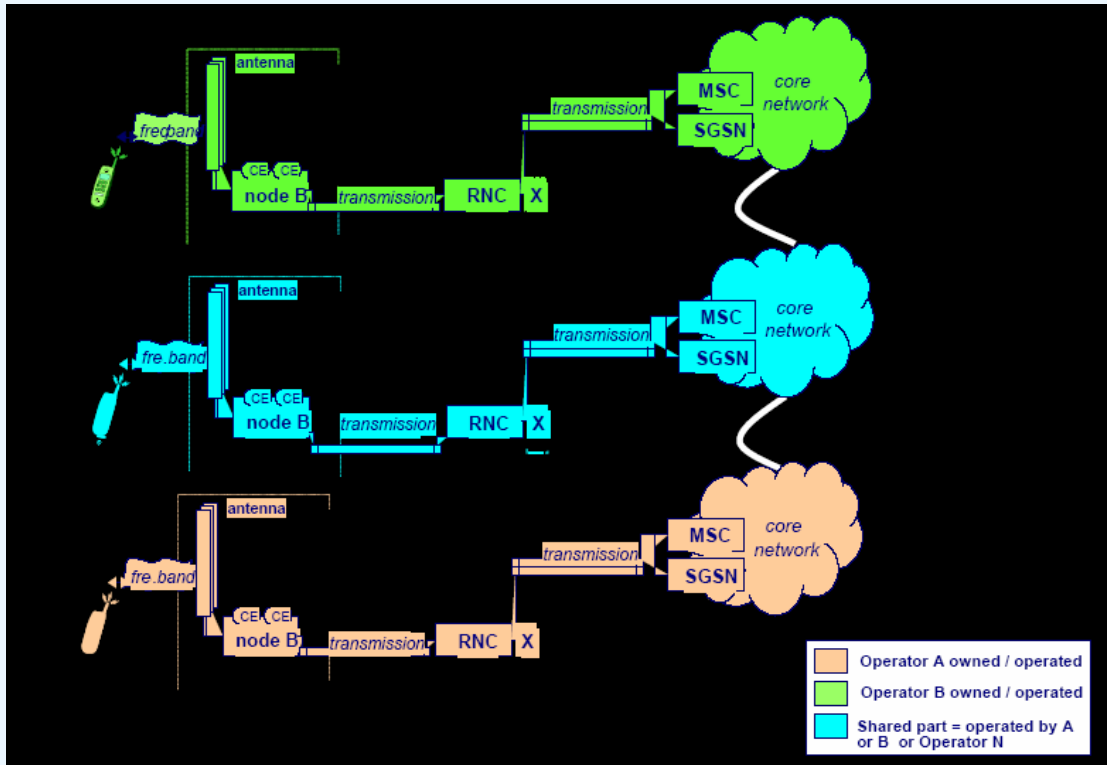 antenna
freqband
CE CE
node B
transmission
RNC
X
transmission
MSC
SGSN
core
network
antenna
fre.band
CE CE
node B
transmission
RNC
X
transmission
MSC
SGSN
core
network
antenna
fre.band
CE CE
node B
transmission
RNC
X
transmission
MSC
SGSN
core
network
Operator A owned / operated
Operator B owned / operated
Shared part = operated by A
or B or Operator N